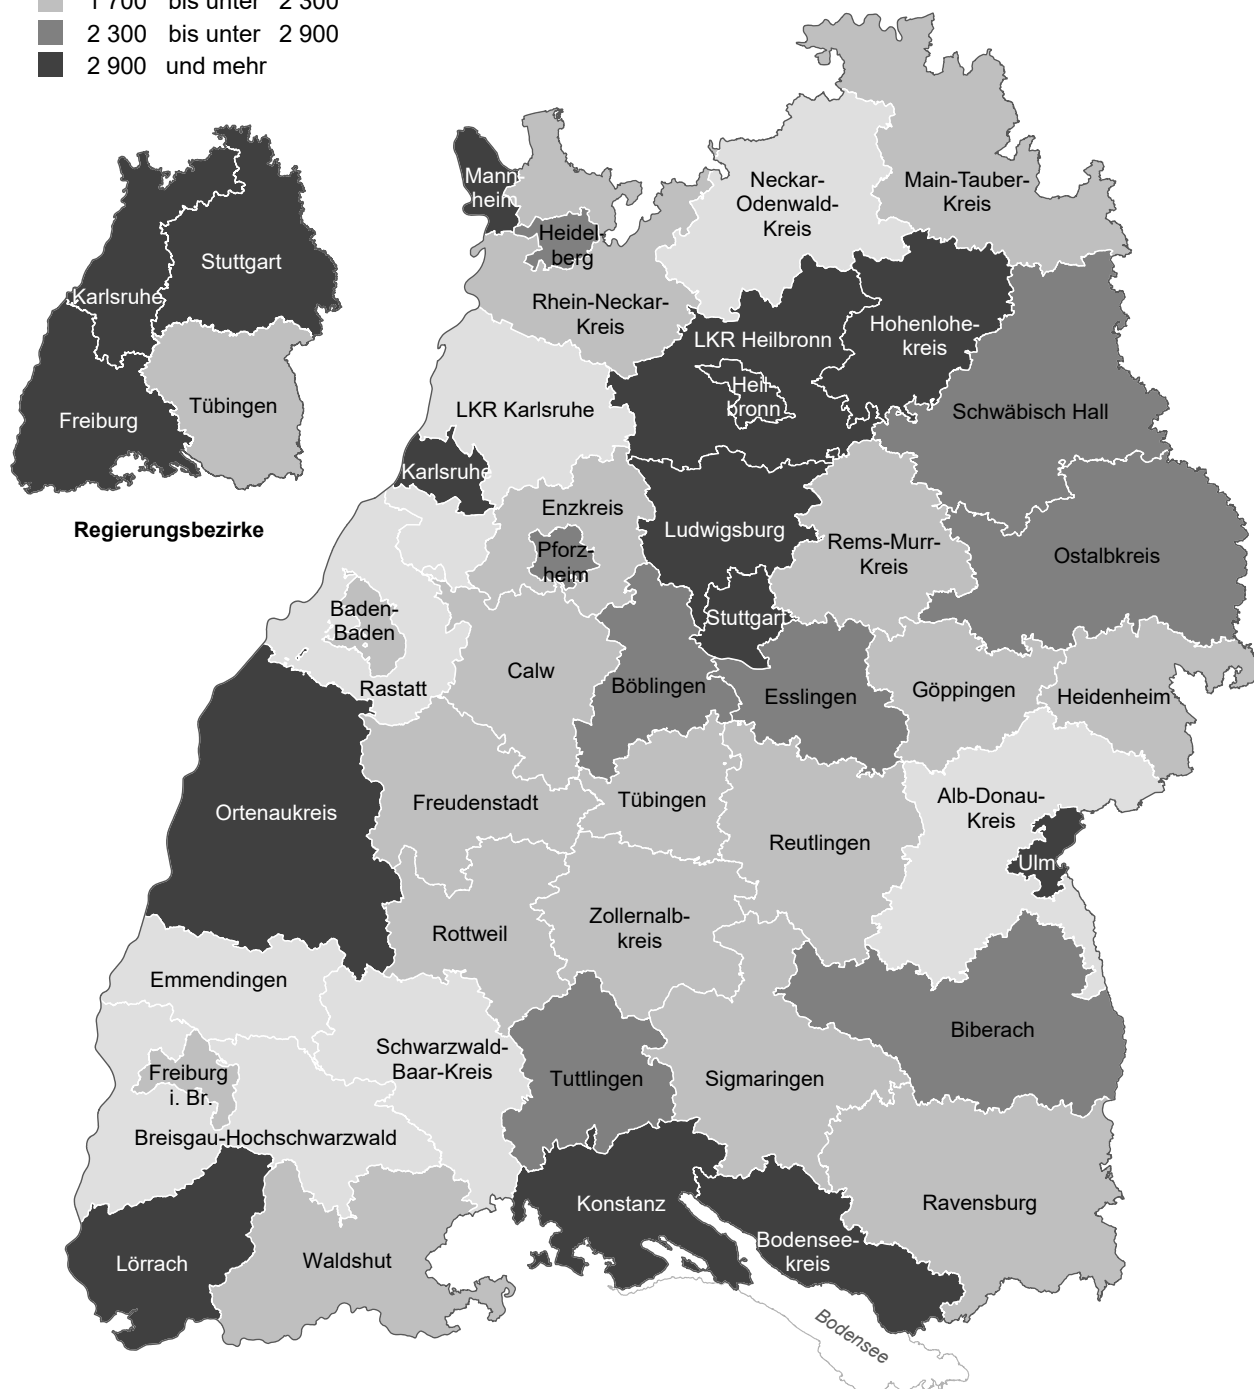 1 700 bis unter 2 300
2 300 bis unter 2 900
2 900 und mehr
Stuttgart
Karlsruhe
Tübingen
Freiburg
Regierungsbezirke
Mann-
heim
Heidel-
berg
Neckar-
Odenwald-
Kreis
Main-Tauber-
Kreis
Rhein-Neckar-
Kreis
LKR Heilbronn
Hohenlohe-
kreis
Heil-
bronn
LKR Karlsruhe
Schwäbisch Hall
Karlsruhe
Enzkreis
Ludwigsburg
Pforz-
heim
Rems-Murr-
Kreis
Ostalbkreis
Baden-
Baden
Stuttgart
Rastatt
Calw
Böblingen
Esslingen
Göppingen
Heidenheim
Ortenaukreis
Freudenstadt
Tübingen
Reutlingen
Alb-Donau-
Kreis
Ulm
Rottweil
Zollernalb-
kreis
Emmendingen
Biberach
Schwarzwald-
Baar-Kreis
Freiburg
i. Br.
Tuttlingen
Sigmaringen
Breisgau-Hochschwarzwald
Konstanz
Ravensburg
Lörrach
Waldshut
Bodensee-
kreis
Bodensee